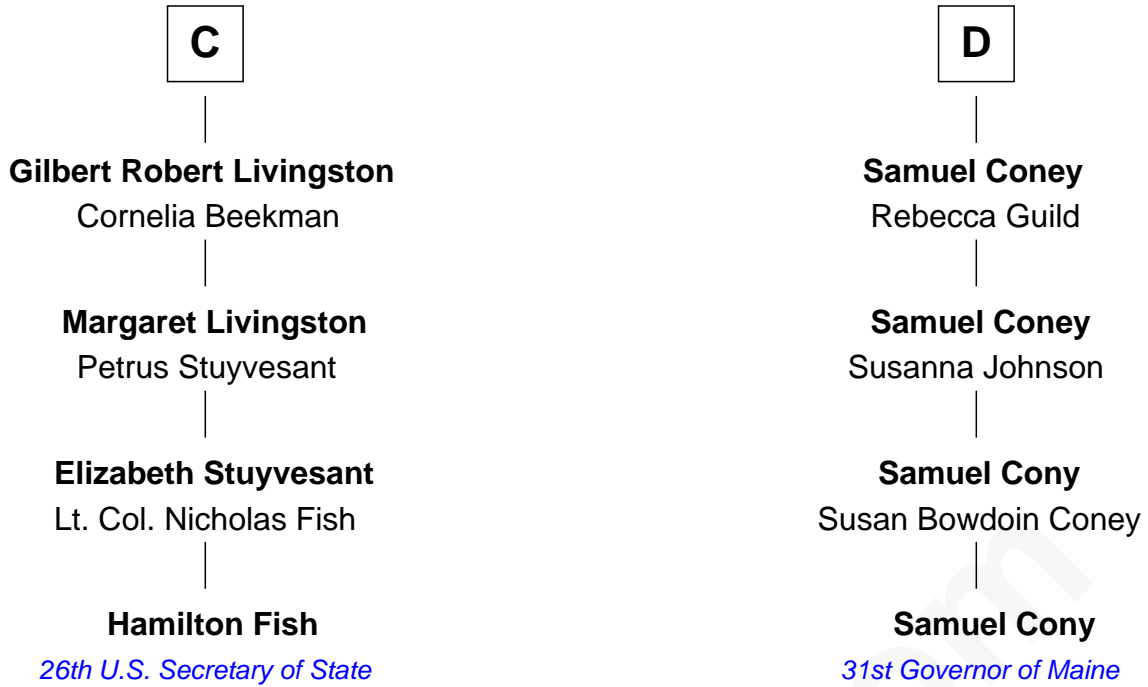 C
Gilbert Robert Livingston
Cornelia Beekman
Margaret Livingston
Petrus Stuyvesant
Elizabeth Stuyvesant
Lt. Col. Nicholas Fish
Hamilton Fish
26th U.S. Secretary of State
D
Samuel Coney
Rebecca Guild
Samuel Coney
Susanna Johnson
Samuel Cony
Susan Bowdoin Coney
Samuel Cony
31st Governor of Maine